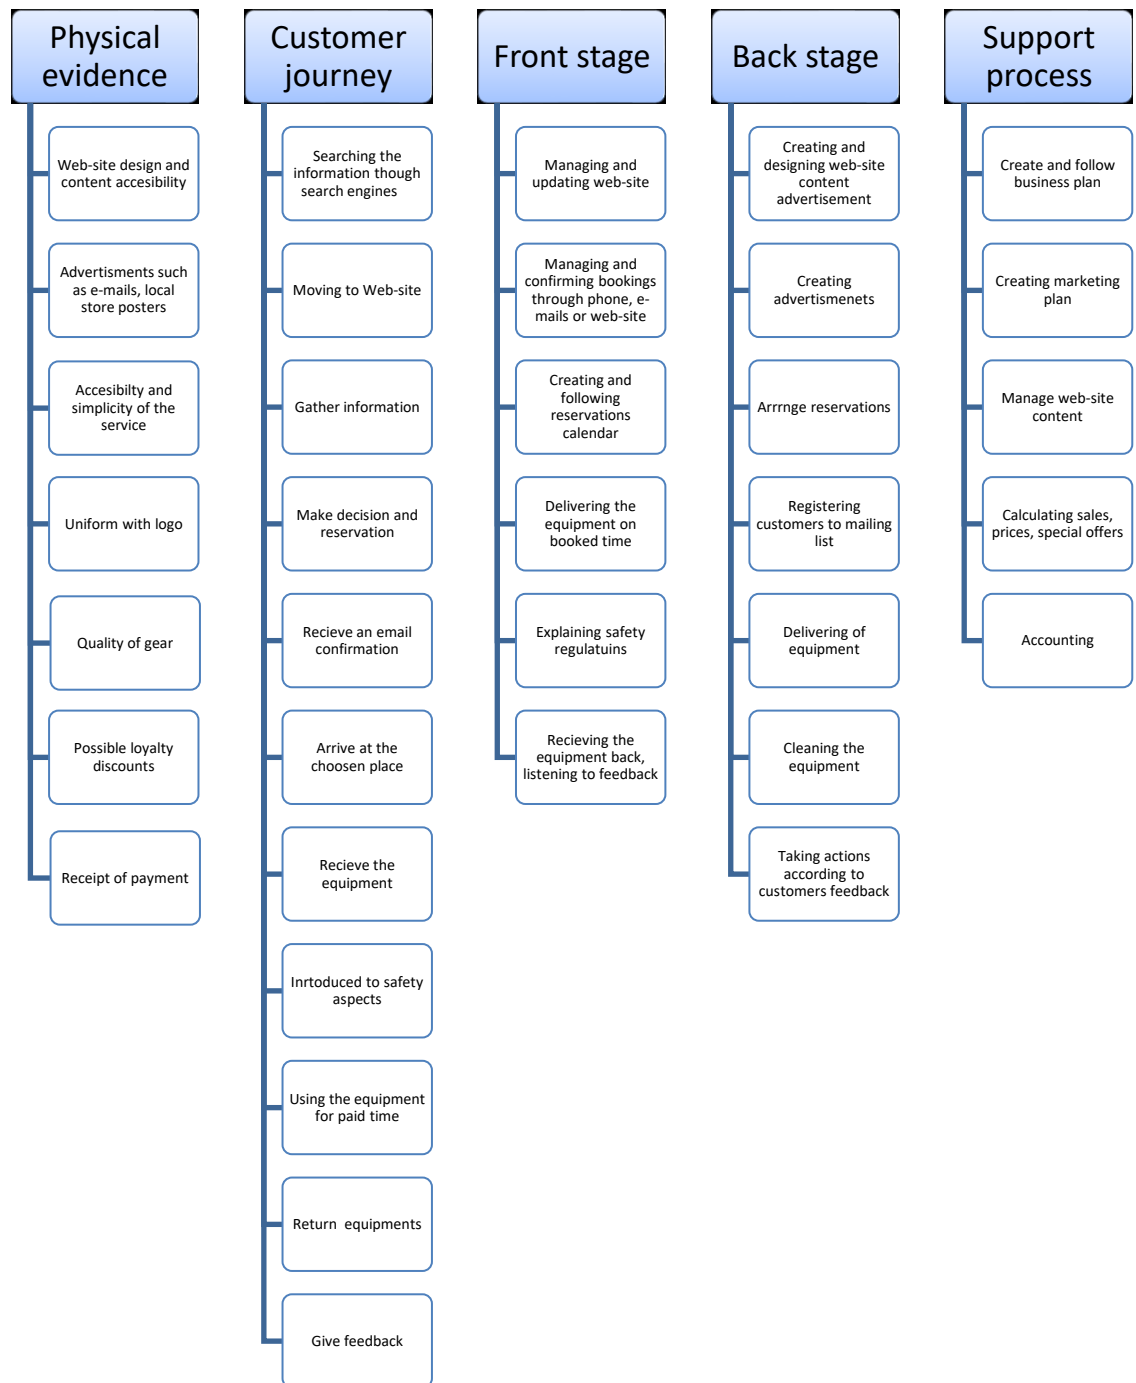 Physical
evidence
Web-site design and
content accesibility
Advertisments such
as e-mails, local
store posters
Accesibilty and
simplicity of the
service
Uniform with logo
Quality of gear
Possible loyalty
discounts
Receipt of payment
Customer
journey
Searching the
information though
search engines
Moving to Web-site
Gather information
Make decision and
reservation
Recieve an email
confirmation
Arrive at the
choosen place
Recieve the
equipment
Inrtoduced to safety
aspects
Using the equipment
for paid time
Return  equipments
Give feedback
Front stage
Managing and
updating web-site
Managing and
confirming bookings
through phone, e-
mails or web-site
Creating and
following
reservations
calendar
Delivering the
equipment on
booked time
Explaining safety
regulatuins
Recieving the
equipment back,
listening to feedback
Back stage
Creating and
designing web-site
content
advertisement
Creating
advertismenets
Arrrnge reservations
Registering
customers to mailing
list
Delivering of
equipment
Cleaning the
equipment
Taking actions
according to
customers feedback
Support
process
Create and follow
business plan
Creating marketing
plan
Manage web-site
content
Calculating sales,
prices, special offers
Accounting